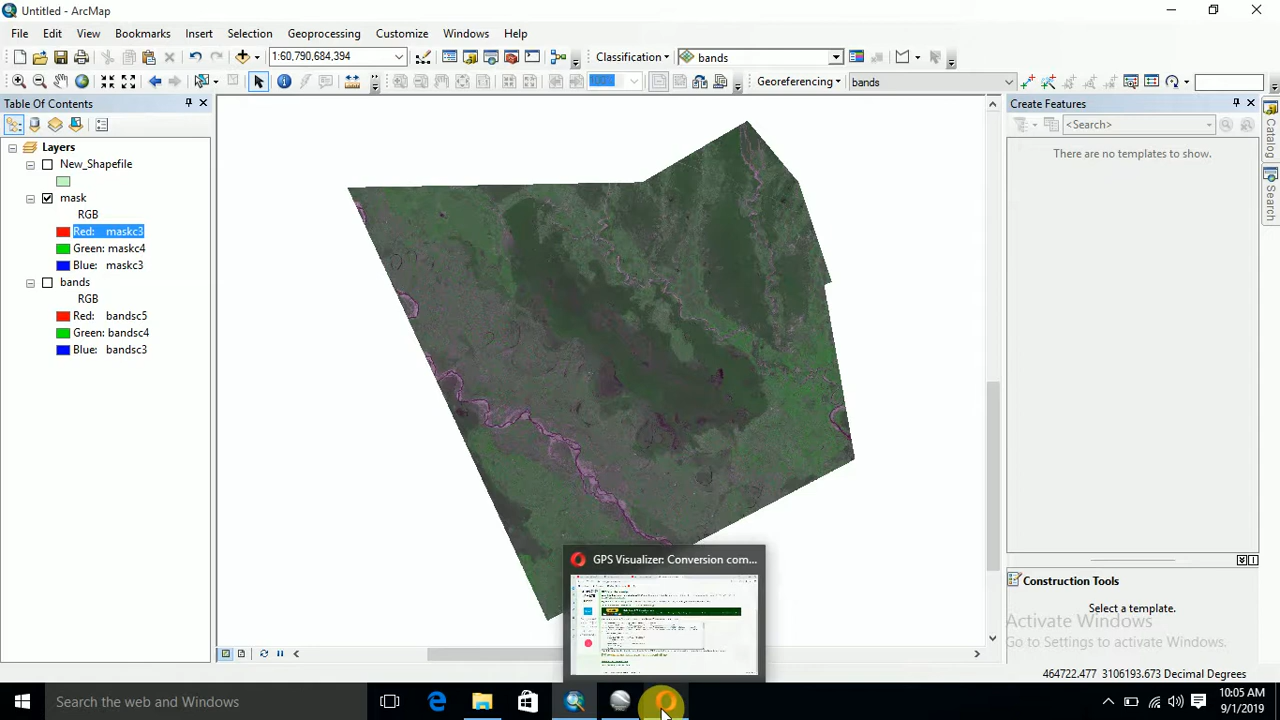 Untitled - ArcMap
File Edit View Bookmarks Insert Selection Geoprocessing Customize Windows Help
1:60,790,684,394
Classification
bands
Georeferencing
bands
Table Of Contents
Create Features
Layers
<Search>
New_Shapefile
There are no templates to show.
Catalog
Search
mask
RGB
Red: maskc3
Green: maskc4
Blue: maskc3
bands
RGB
Red: bandsc5
Green: bandsc4
Blue: bandsc3
GPS Visualizer: Conversion com...
Construction Tools
Select a template.
Activate Windows
Go to Settings to activate Windows.
464722.477 3106193.673 Decimal Degrees
Search the web and Windows
10:05 AM
9/1/2019